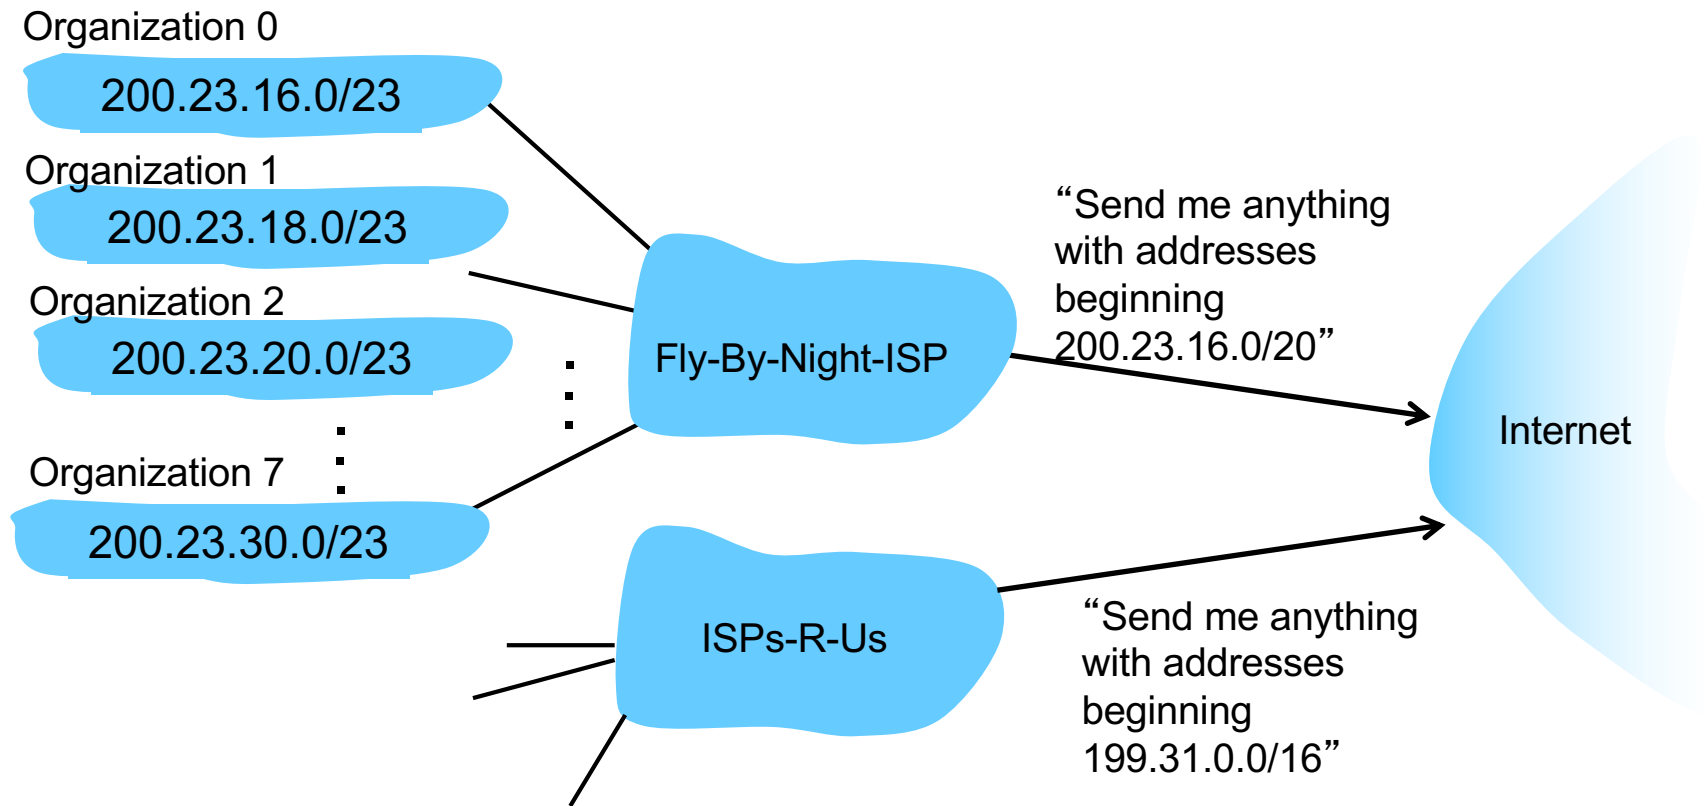 Organization 0
200.23.16.0/23
Organization 1
200.23.18.0/23
Organization 2
200.23.20.0/23
Organization 7
200.23.30.0/23
Fly-By-Night-ISP
“Send me anything
with addresses
beginning
200.23.16.0/20”
Internet
ISPs-R-Us
“Send me anything
with addresses
beginning
199.31.0.0/16”